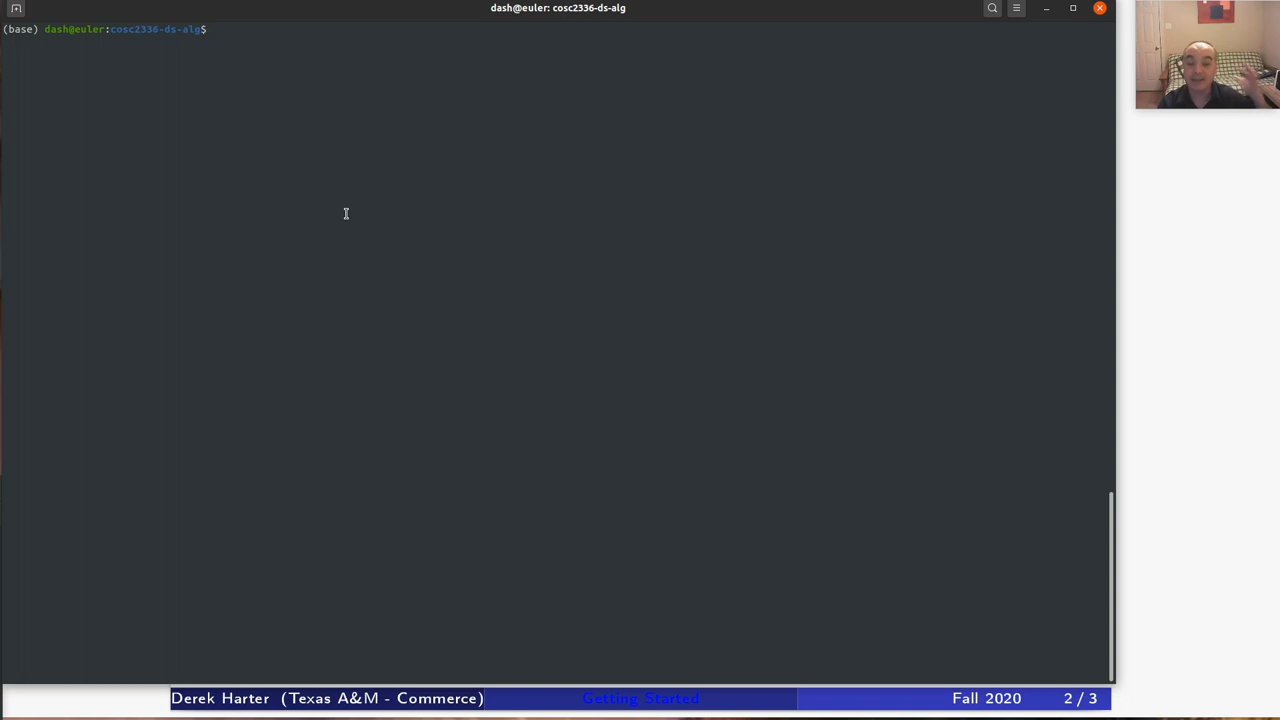 dash@euler: cosc2336-ds-alg
(base) dash@euler:cosc2336-ds-alg$
Derek Harter (Texas A&M - Commerce)
Getting Started
Fall 2020
2 / 3